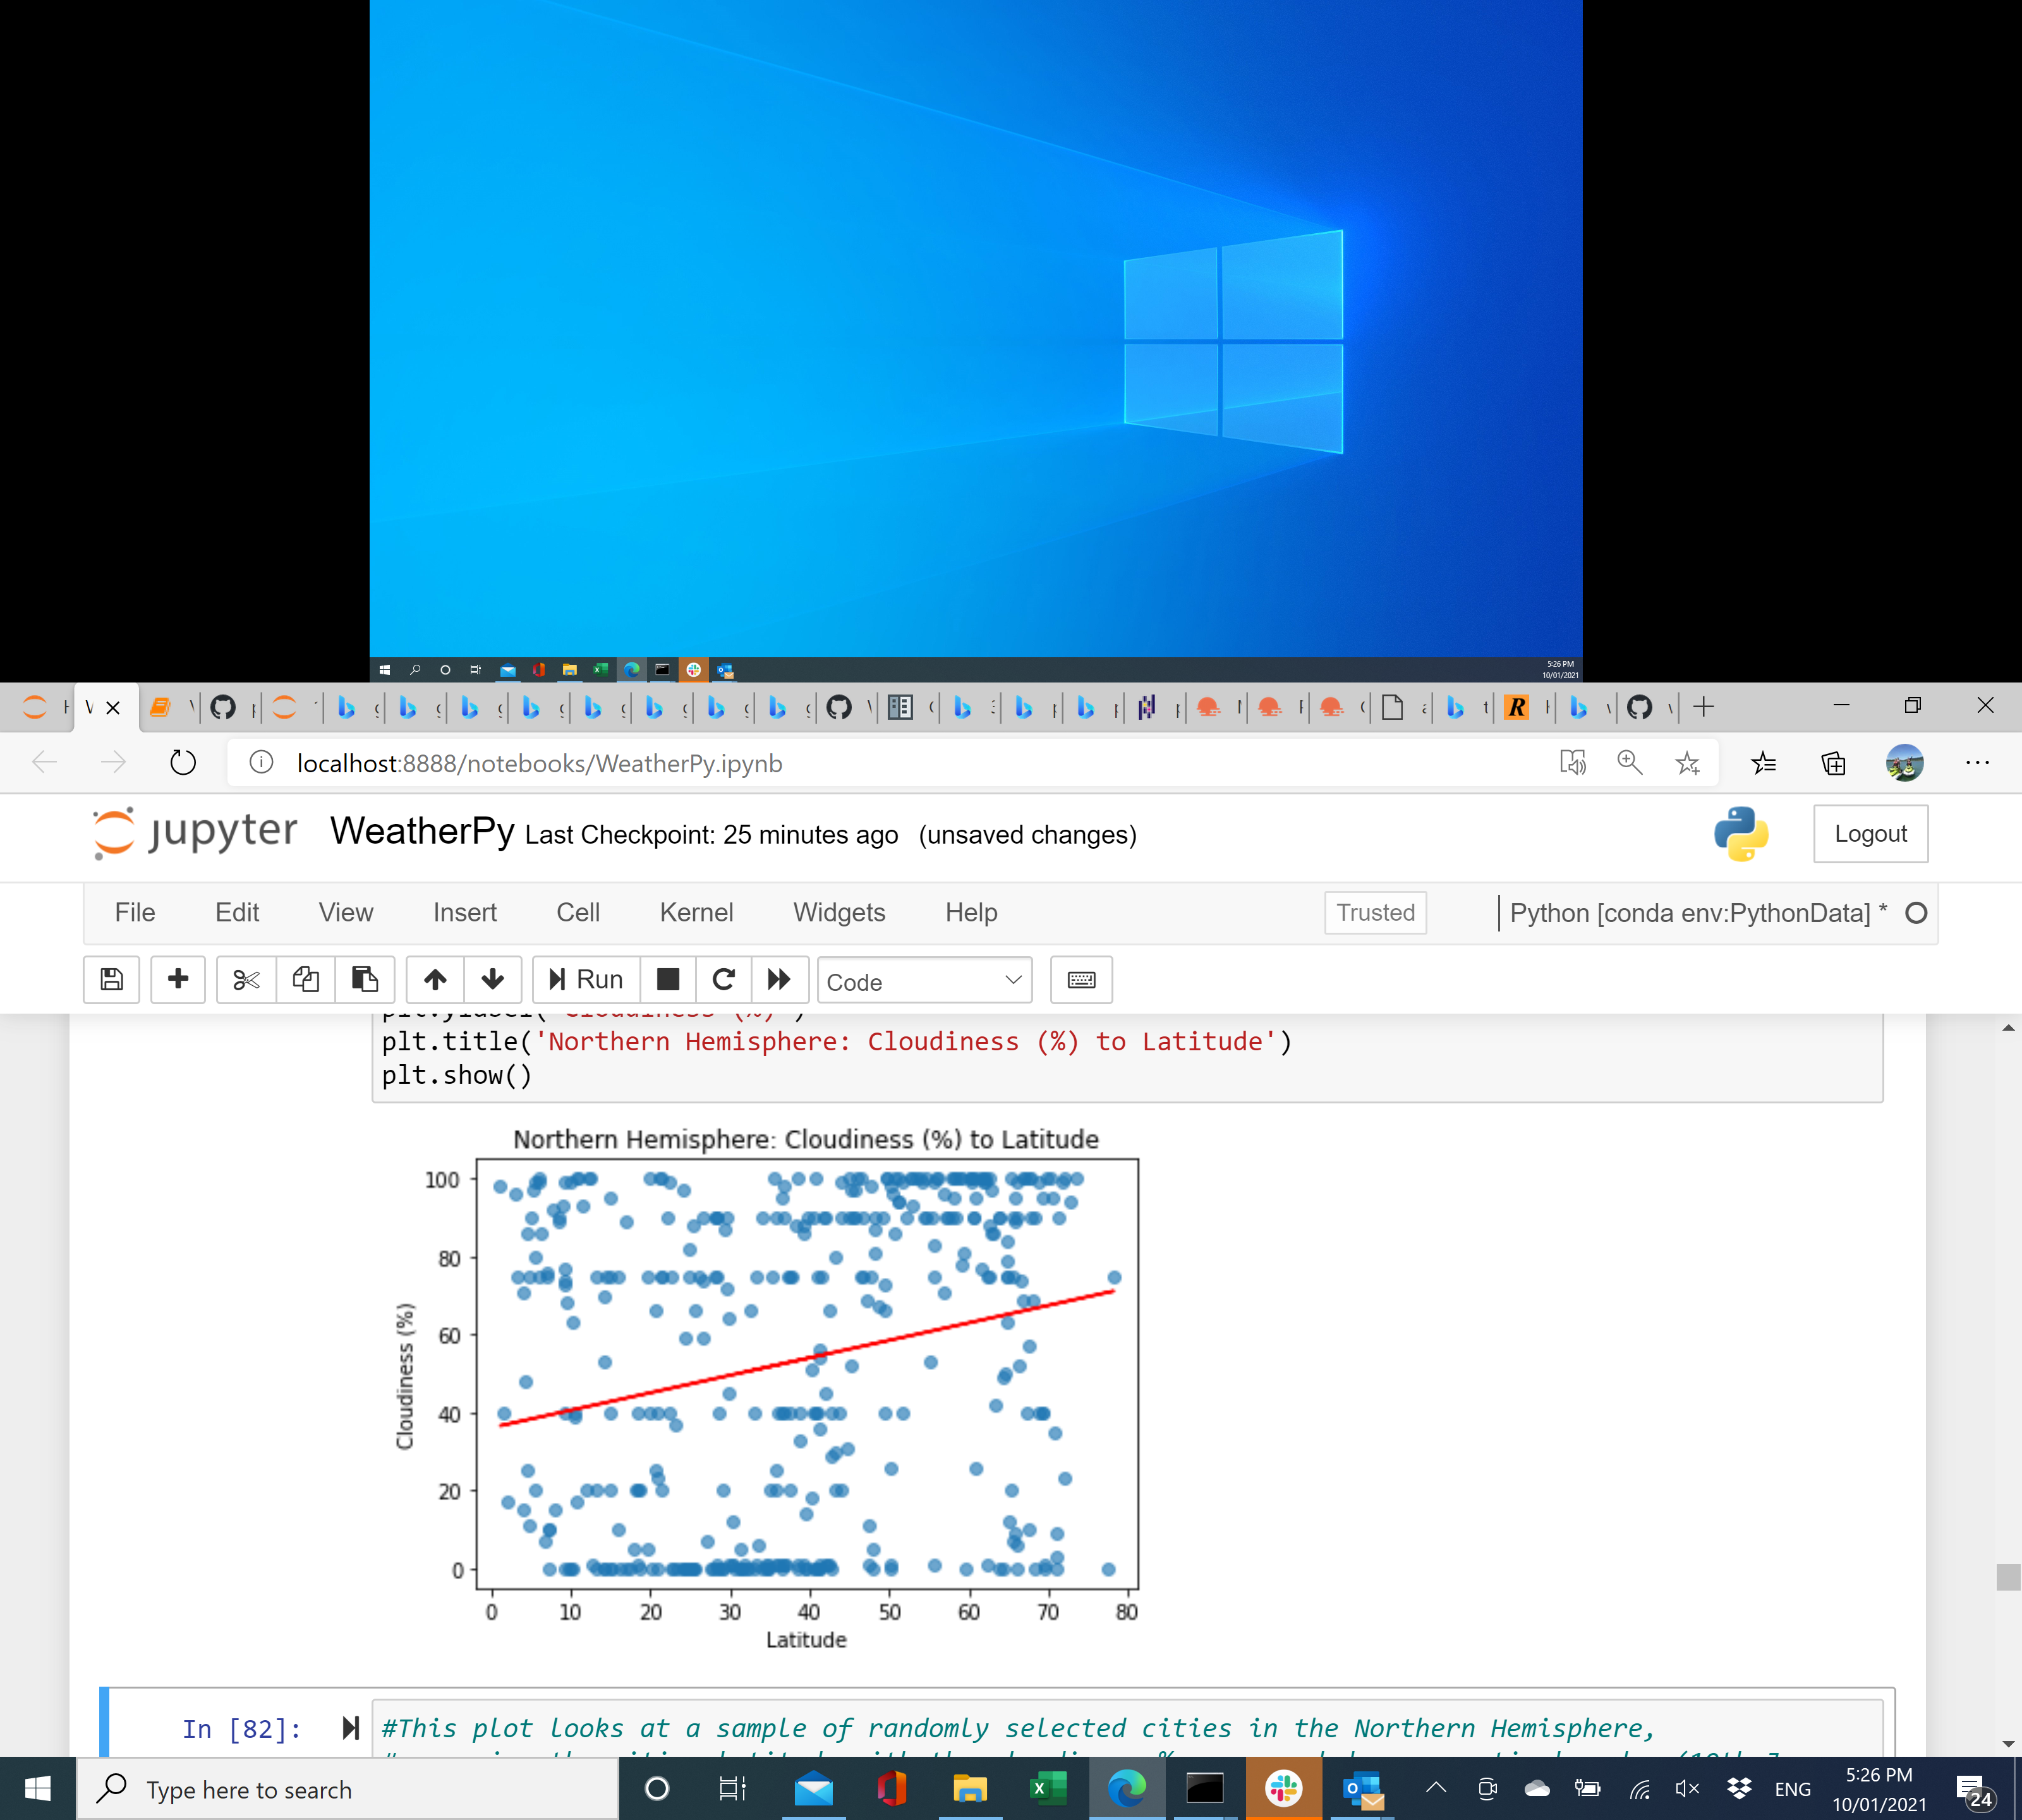 5:26 PM
10/01/2021
localhost:8888/notebooks/WeatherPy.ipynb
jupyter WeatherPy Last Checkpoint: 25 minutes ago (unsaved changes)
Logout
File Edit View Insert Cell Kernel Widgets Help Trusted Python [conda env:PythonData] *
Run Code
plt.ylabel('Cloudiness (%)')
plt.title('Northern Hemisphere: Cloudiness (%) to Latitude')
plt.show()
Northern Hemisphere: Cloudiness (%) to Latitude
100
80
60
40
20
0
Cloudiness (%)
0 10 20 30 40 50 60 70 80
Latitude
In [82]: #This plot looks at a sample of randomly selected cities in the Northern Hemisphere,
Type here to search
ENG
5:26 PM
10/01/2021
24